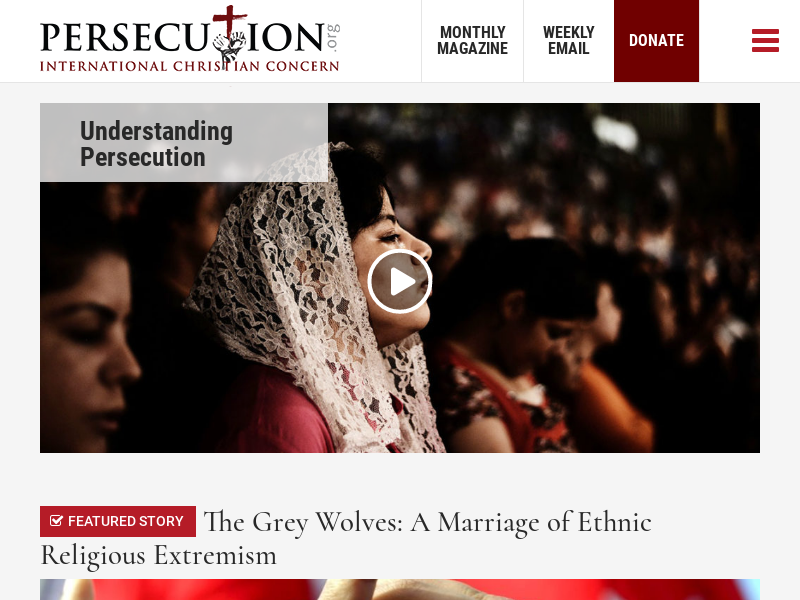 PERSECUTION.org
INTERNATIONAL CHRISTIAN CONCERN
MONTHLY
MAGAZINE
WEEKLY
EMAIL
DONATE
Understanding
Persecution
FEATURED STORY The Grey Wolves: A Marriage of Ethnic
Religious Extremism